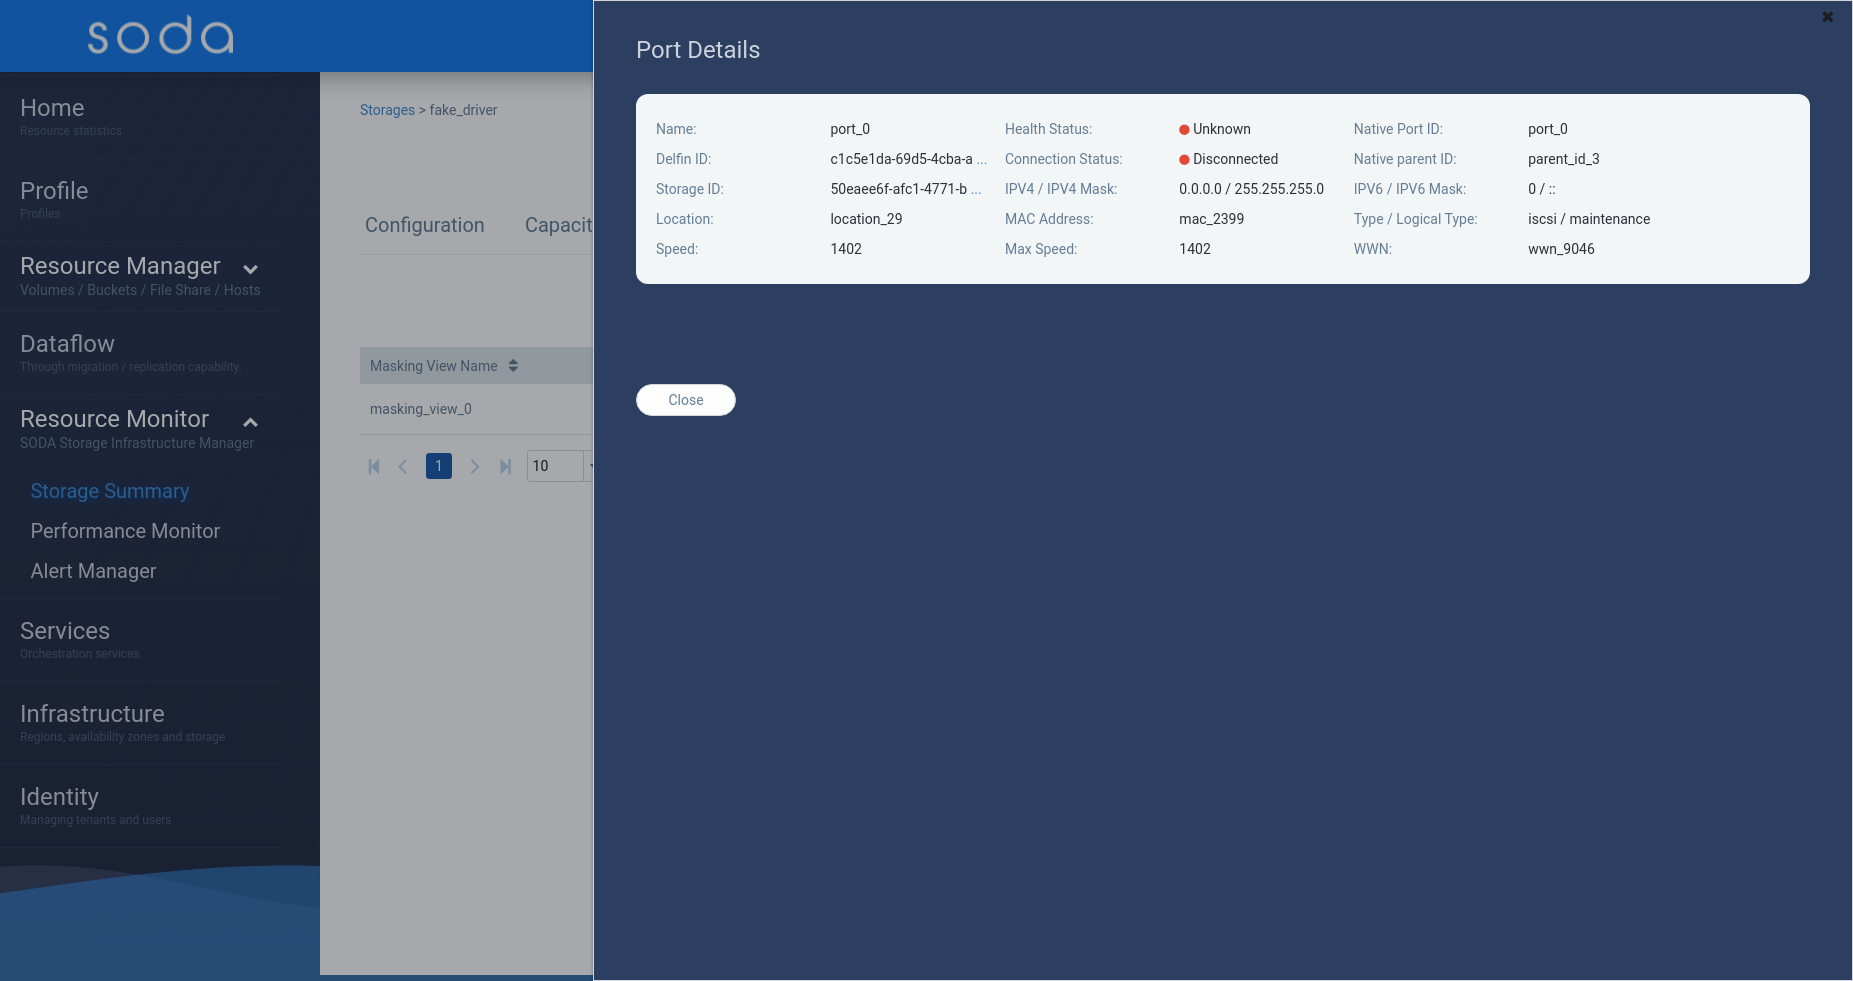 soda
Home
Resource statistics
Profile
Profiles
Resource Manager
Volumes / Buckets / File Share / Hosts
Dataflow
Through migration / replication capability.
Resource Monitor
SODA Storage Infrastructure Manager
Storage Summary
Performance Monitor
Alert Manager
Services
Orchestration services.
Infrastructure
Regions, availability zones and storage
Identity
Managing tenants and users
Storages > fake_driver
Configuration Capacit
Masking View Name
masking_view_0
1 10
Port Details
Name: port_0 Health Status: Unknown Native Port ID: port_0
Delfin ID: c1c5e1da-69d5-4cba-a ... Connection Status: Disconnected Native parent ID: parent_id_3
Storage ID: 50eaee6f-afc1-4771-b ... IPV4 / IPV4 Mask: 0.0.0.0 / 255.255.255.0 IPV6 / IPV6 Mask: 0 / ::
Location: location_29 MAC Address: mac_2399 Type / Logical Type: iscsi / maintenance
Speed: 1402 Max Speed: 1402 WWN: wwn_9046
Close